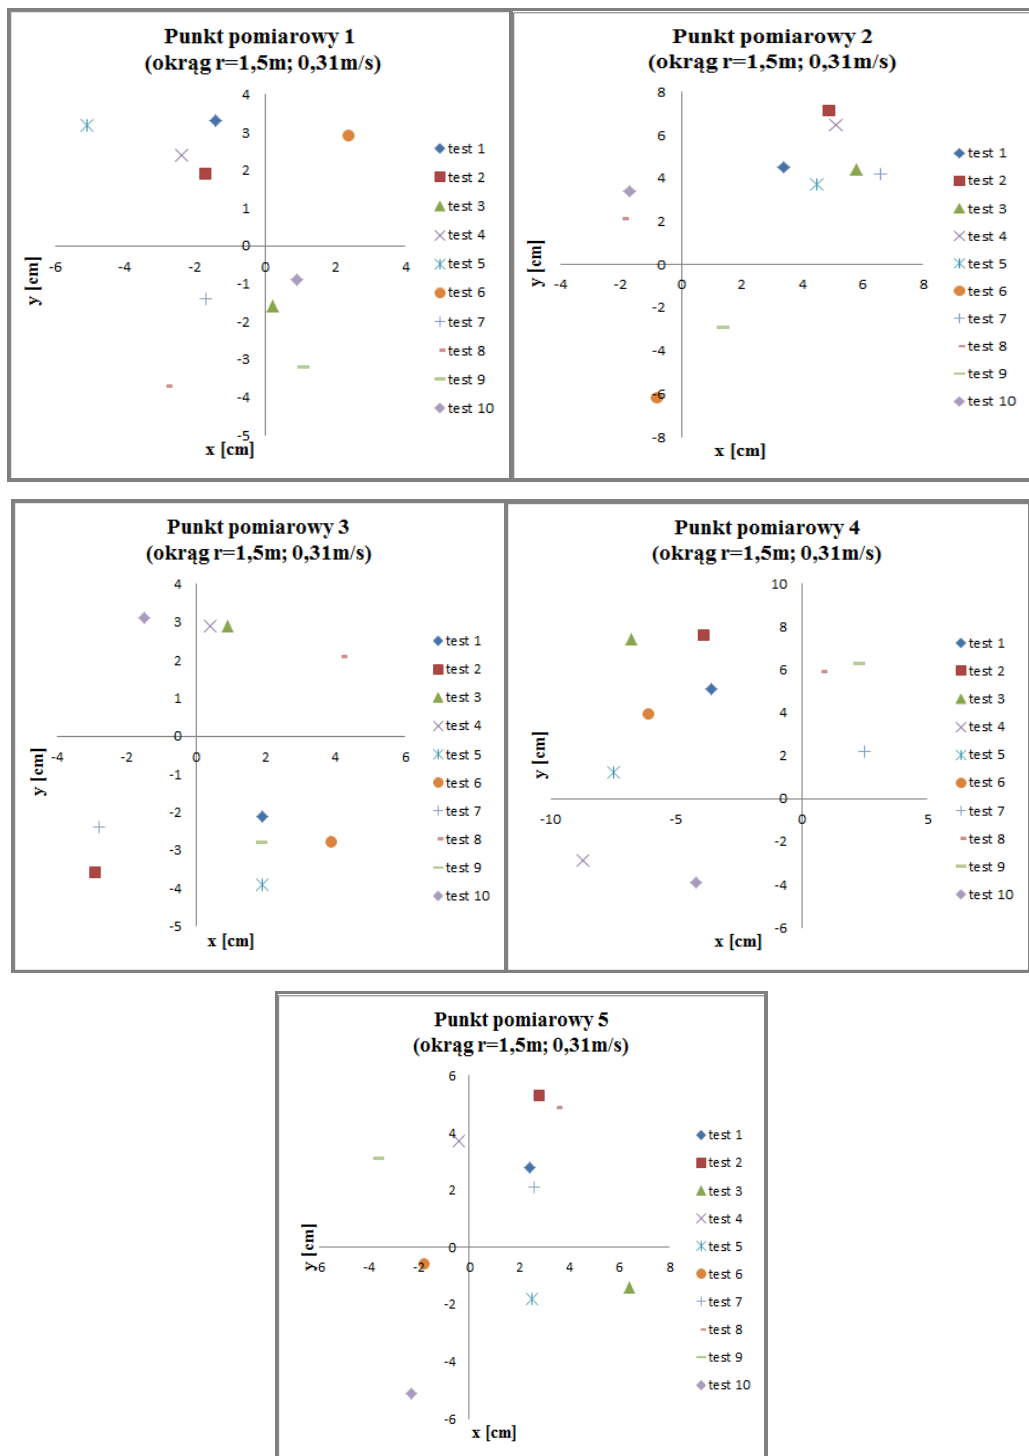 Punkt pomiarowy 1
(okrąg r=1,5m; 0,31m/s)
4
3
2
1
0
-1
-2
-3
-4
-5
-6
-4
-2
0
2
4
y [cm]
x [cm]
test 1
test 2
test 3
test 4
test 5
test 6
test 7
test 8
test 9
test 10
Punkt pomiarowy 2
(okrąg r=1,5m; 0,31m/s)
8
6
4
2
0
-2
-4
-6
-8
-4
-2
0
2
4
6
8
y [cm]
x [cm]
test 1
test 2
test 3
test 4
test 5
test 6
test 7
test 8
test 9
test 10
Punkt pomiarowy 3
(okrąg r=1,5m; 0,31m/s)
4
3
2
1
0
-1
-2
-3
-4
-5
-4
-2
0
2
4
6
y [cm]
x [cm]
test 1
test 2
test 3
test 4
test 5
test 6
test 7
test 8
test 9
test 10
Punkt pomiarowy 4
(okrąg r=1,5m; 0,31m/s)
10
8
6
4
2
0
-2
-4
-6
-10
-5
0
5
y [cm]
x [cm]
test 1
test 2
test 3
test 4
test 5
test 6
test 7
test 8
test 9
test 10
Punkt pomiarowy 5
(okrąg r=1,5m; 0,31m/s)
6
4
2
0
-2
-4
-6
-6
-4
-2
0
2
4
6
8
y [cm]
x [cm]
test 1
test 2
test 3
test 4
test 5
test 6
test 7
test 8
test 9
test 10